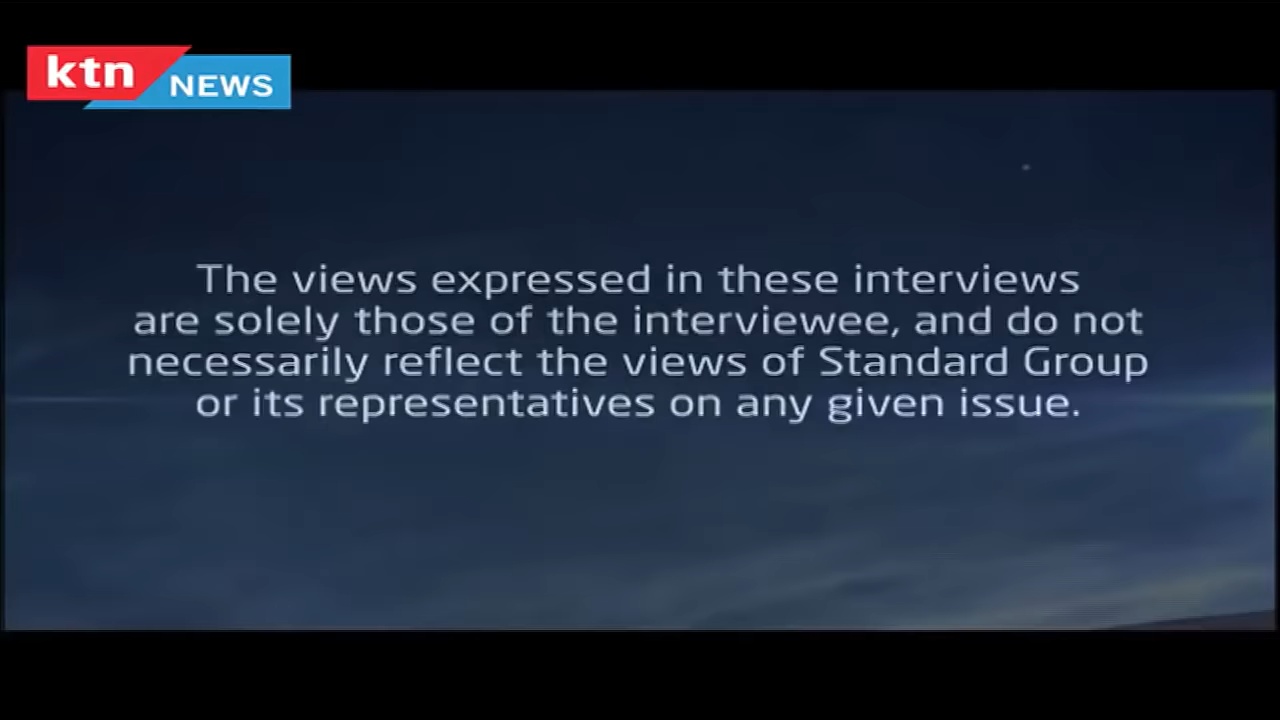 ktn NEWS
The views expressed in these interviews
are solely those of the interviewee, and do not
necessarily reflect the views of Standard Group
or its representatives on any given issue.